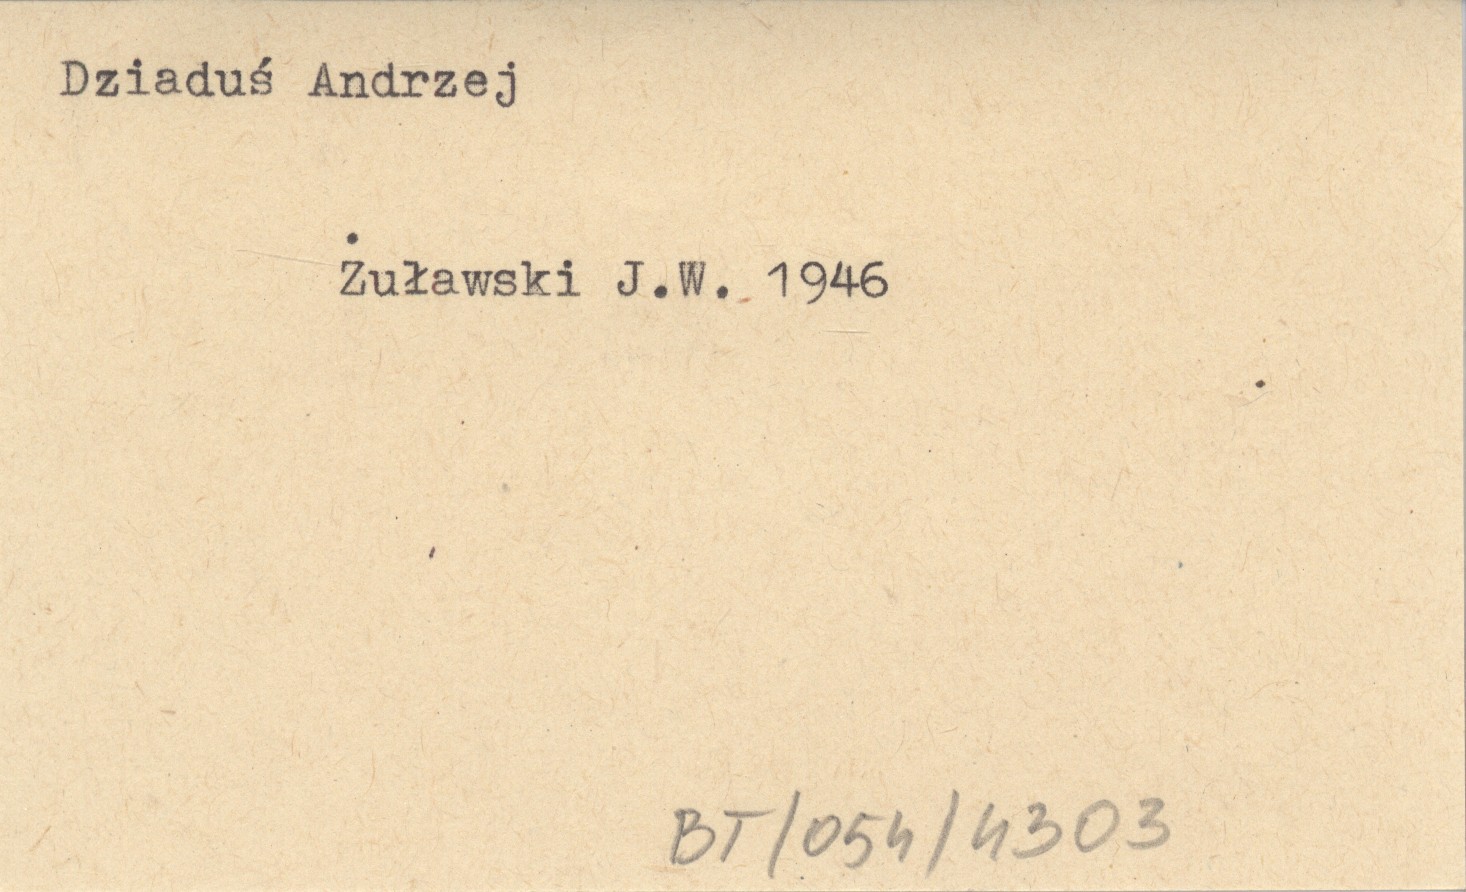 Dziaduś Andrzej
Żuławski J.W. 1946
BT/054/4303